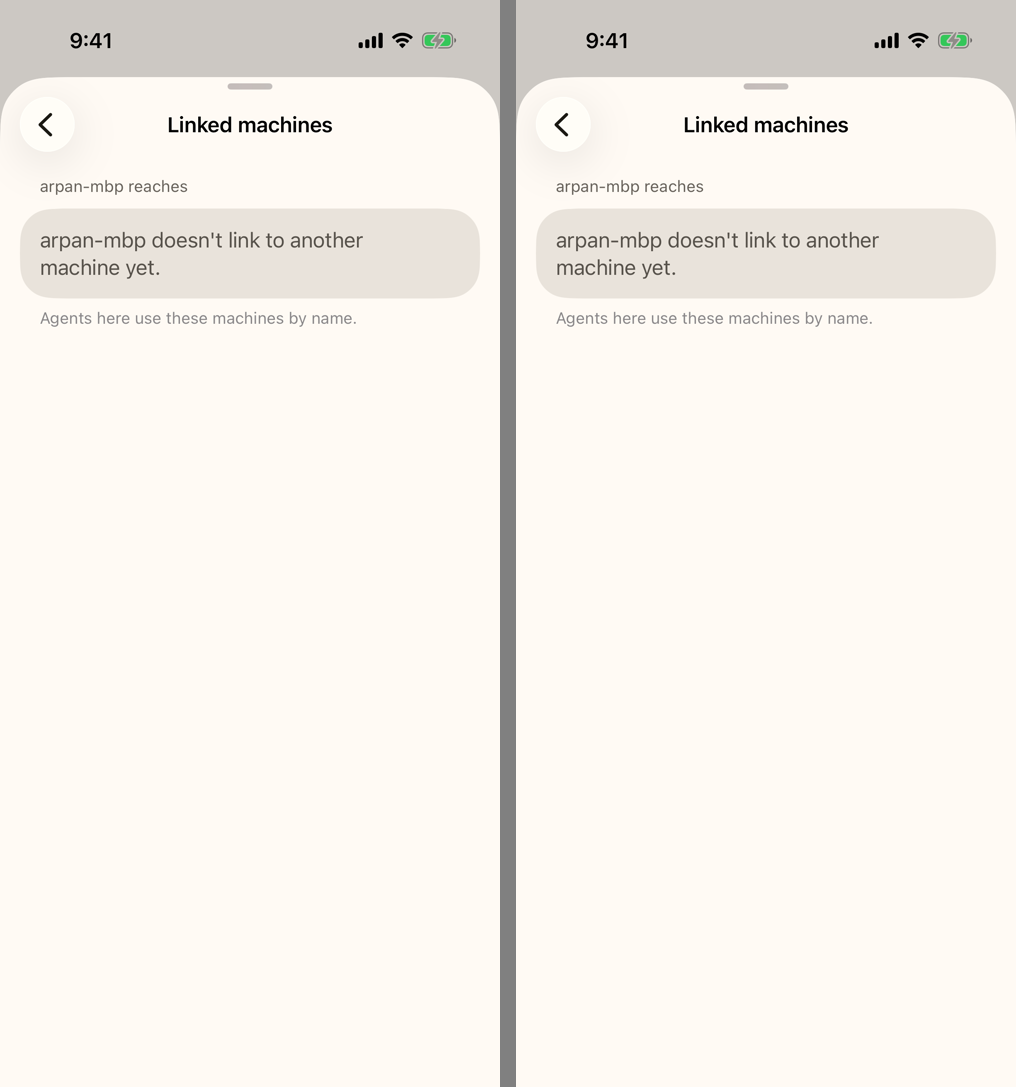 9:41
Linked machines
arpan-mbp reaches
arpan-mbp doesn't link to another
machine yet.
Agents here use these machines by name.
9:41
Linked machines
arpan-mbp reaches
arpan-mbp doesn't link to another
machine yet.
Agents here use these machines by name.